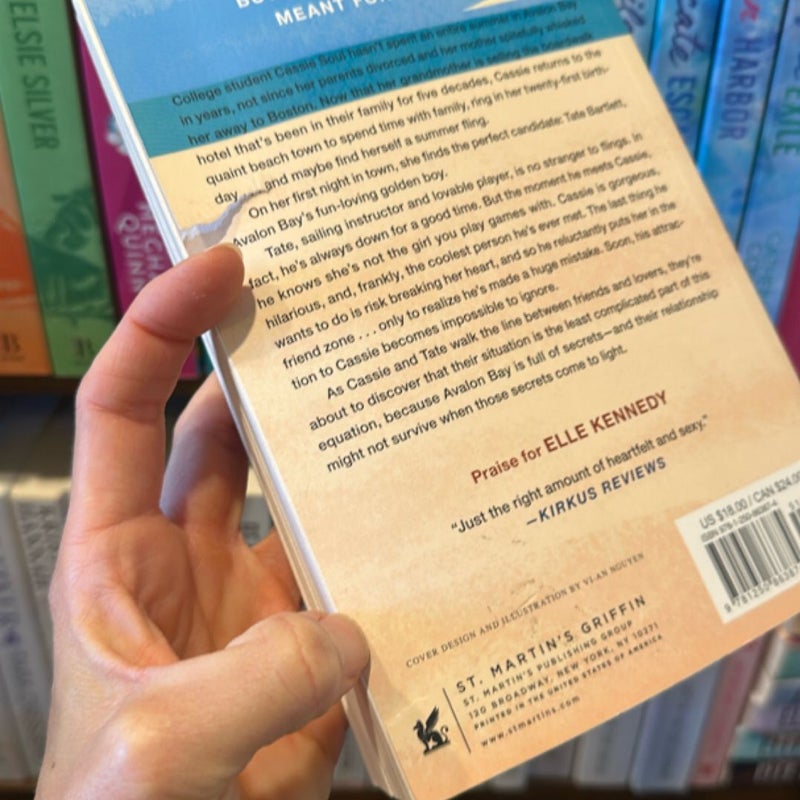 MEANT FOR
College student Cassie Soul hasn't spent an entire summer in Avalon Bay
in years, not since her parents divorced and her mother spitefully whisked
her away to Boston. Now that her grandmother is selling the boardwalk
hotel that's been in their family for five decades, Cassie returns to the
quaint beach town to spend time with family, ring in her twenty-first birth-
day . . . and maybe find herself a summer fling.
On her first night in town, she finds the perfect candidate: Tate Bartlett,
Avalon Bay's fun-loving golden boy.
Tate, sailing instructor and lovable player, is no stranger to flings. In
fact, he's always down for a good time. But the moment he meets Cassie,
he knows she's not the girl you play games with. Cassie is gorgeous,
hilarious, and, frankly, the coolest person he's ever met. The last thing he
wants to do is risk breaking her heart, and so he reluctantly puts her in the
friend zone . . . only to realize he's made a huge mistake. Soon, his attrac-
tion to Cassie becomes impossible to ignore.
As Cassie and Tate walk the line between friends and lovers, they're
about to discover that their situation is the least complicated part of this
equation, because Avalon Bay is full of secrets—and their relationship
might not survive when those secrets come to light.
Praise for ELLE KENNEDY
"Just the right amount of heartfelt and sexy."
—KIRKUS REVIEWS
US $18.00 / CAN $24.00
COVER DESIGN AND ILLUSTRATION BY VI-AN NGUYEN
ST. MARTIN'S GRIFFIN
ST. MARTIN'S PUBLISHING GROUP
120 BROADWAY, NEW YORK, NY 10271
PRINTED IN THE UNITED STATES OF AMERICA
www.stmartins.com
ELSIE SILVER
QUINN
HARBOR
EXILE